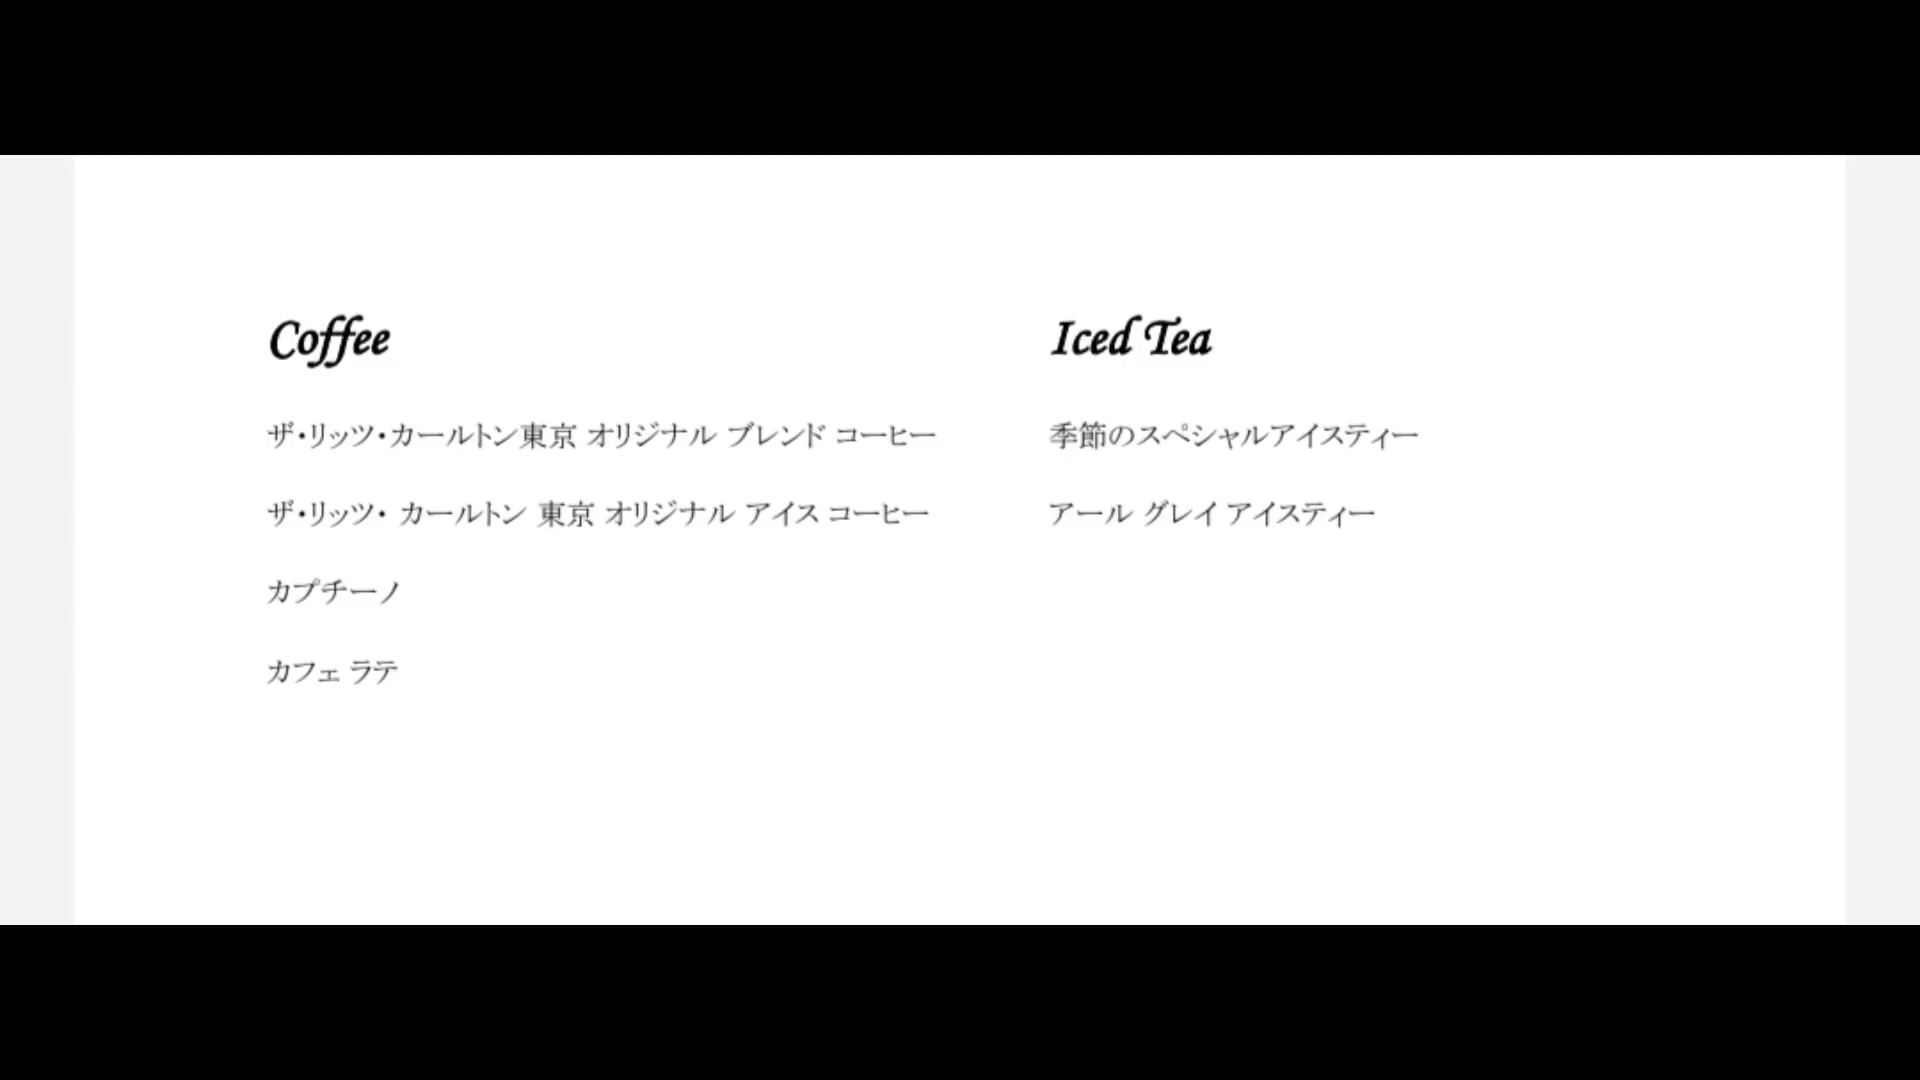 Coffee
ザ・リッツ・カールトン東京 オリジナル ブレンド コーヒー
ザ・リッツ・ カールトン 東京 オリジナル アイス コーヒー
カプチーノ
カフェ ラテ
Iced Tea
季節のスペシャルアイスティー
アール グレイ アイスティー